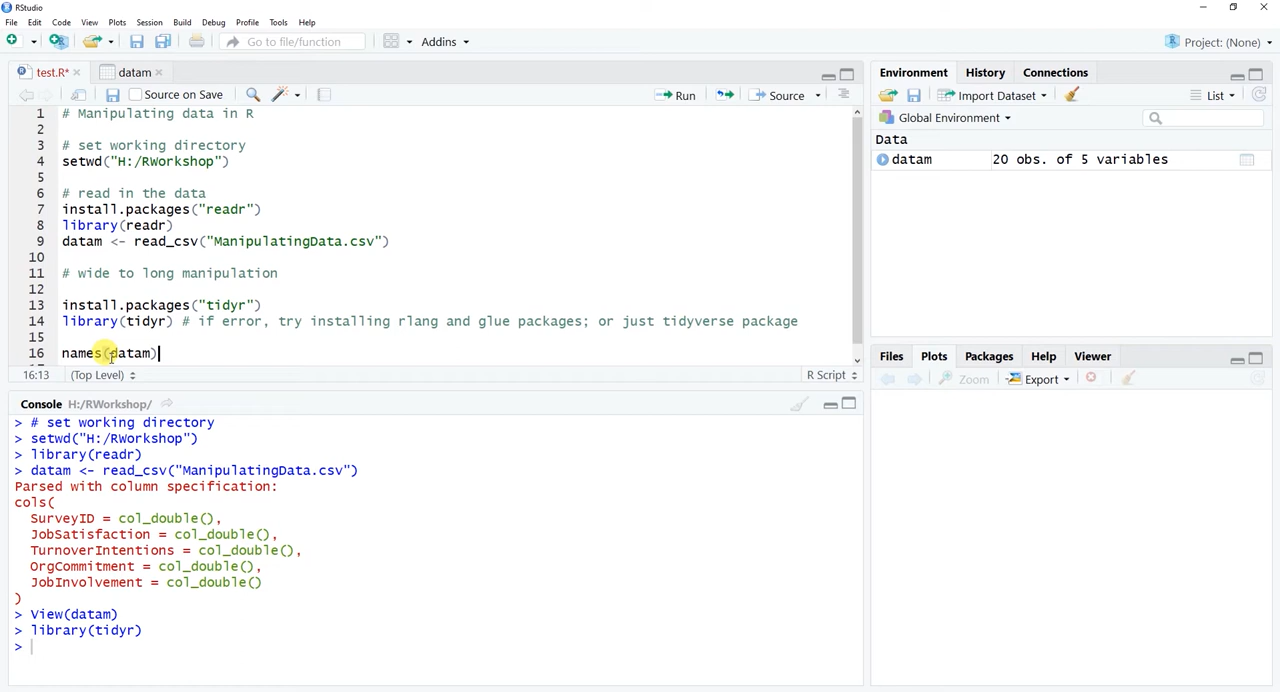 RStudio
File Edit Code View Plots Session Build Debug Profile Tools Help
Go to file/function Addins Project: (None)
test.R* datam
Source on Save Run Source
1 # Manipulating data in R
2
3 # set working directory
4 setwd("H:/RWorkshop")
5
6 # read in the data
7 install.packages("readr")
8 library(readr)
9 datam <- read_csv("ManipulatingData.csv")
10
11 # wide to long manipulation
12
13 install.packages("tidyr")
14 library(tidyr) # if error, try installing rlang and glue packages; or just tidyverse package
15
16 names(datam)
16:13 (Top Level) R Script
Console H:/RWorkshop/
> # set working directory
> setwd("H:/RWorkshop")
> library(readr)
> datam <- read_csv("ManipulatingData.csv")
Parsed with column specification:
cols(
SurveyID = col_double(),
JobSatisfaction = col_double(),
TurnoverIntentions = col_double(),
OrgCommitment = col_double(),
JobInvolvement = col_double()
)
> View(datam)
> library(tidyr)
>
Environment History Connections
Import Dataset List
Global Environment
Data
datam 20 obs. of 5 variables
Files Plots Packages Help Viewer
Zoom Export